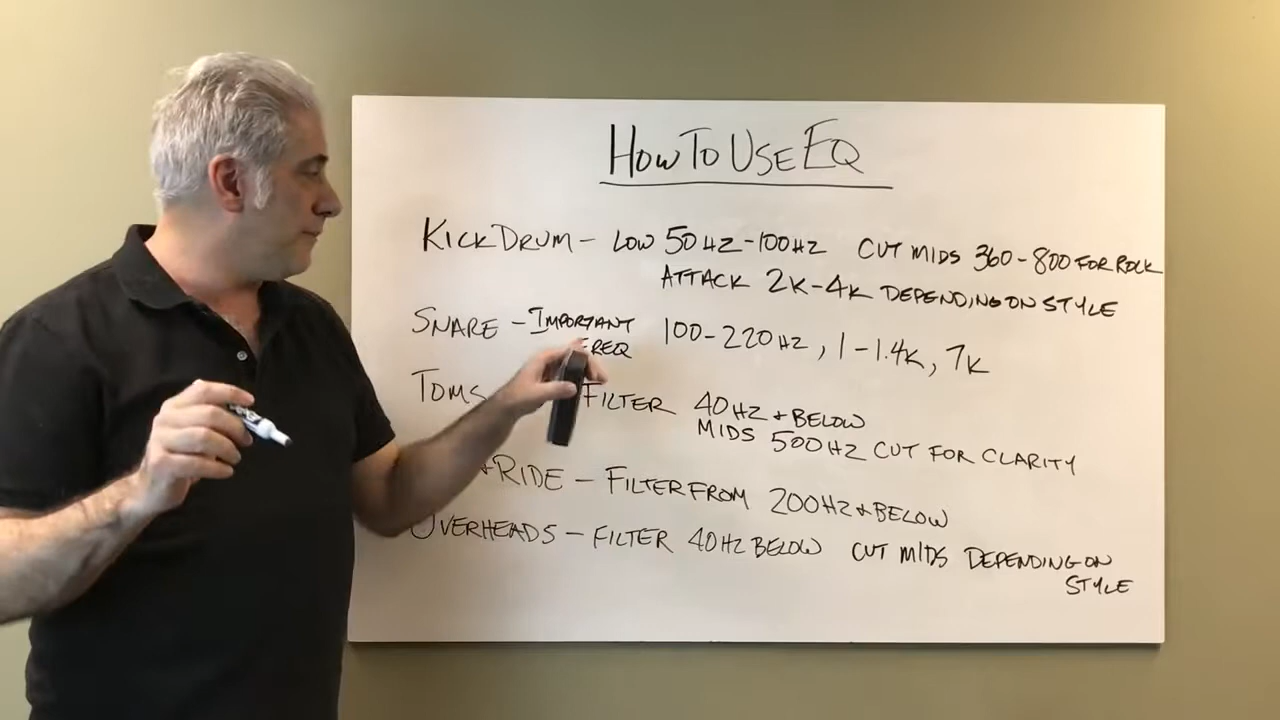 HOW TO USE EQ
KICK DRUM - LOW 50HZ-100HZ CUT MIDS 360-800 FOR ROCK
ATTACK 2K-4K DEPENDING ON STYLE
SNARE - IMPORTANT 100-220HZ, 1-1.4K, 7K
FREQ
TOMS FILTER 40HZ + BELOW
MIDS 500HZ CUT FOR CLARITY
+ RIDE - FILTER FROM 200HZ + BELOW
OVERHEADS - FILTER 40HZ BELOW CUT MIDS DEPENDING ON
STYLE